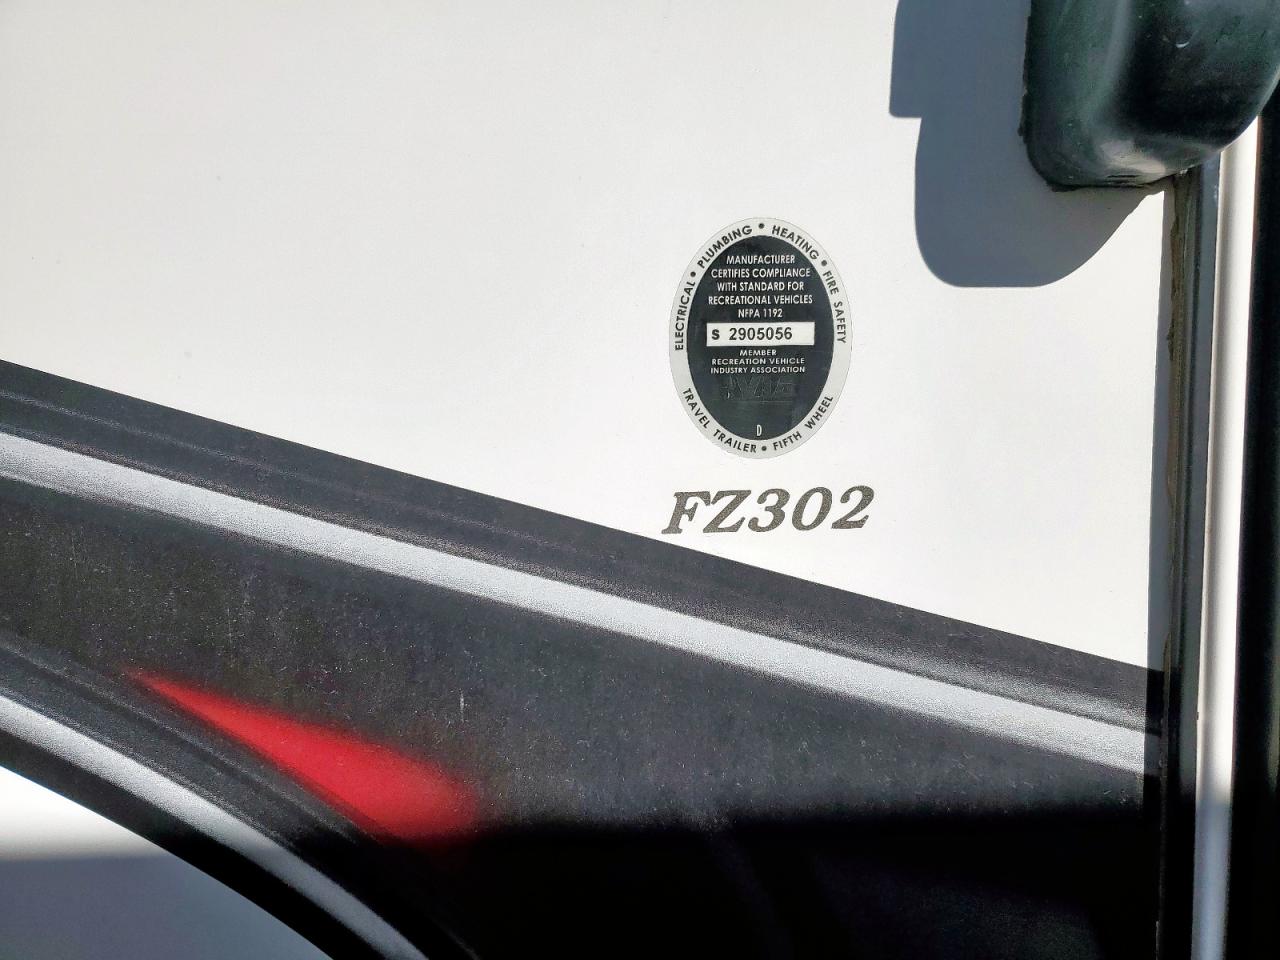 ELECTRICAL • PLUMBING • HEATING • FIRE SAFETY
MANUFACTURER
CERTIFIES COMPLIANCE
WITH STANDARD FOR
RECREATIONAL VEHICLES
NFPA 1192
S 2905056
MEMBER
RECREATION VEHICLE
INDUSTRY ASSOCIATION
D
TRAVEL TRAILER • FIFTH WHEEL
FZ302